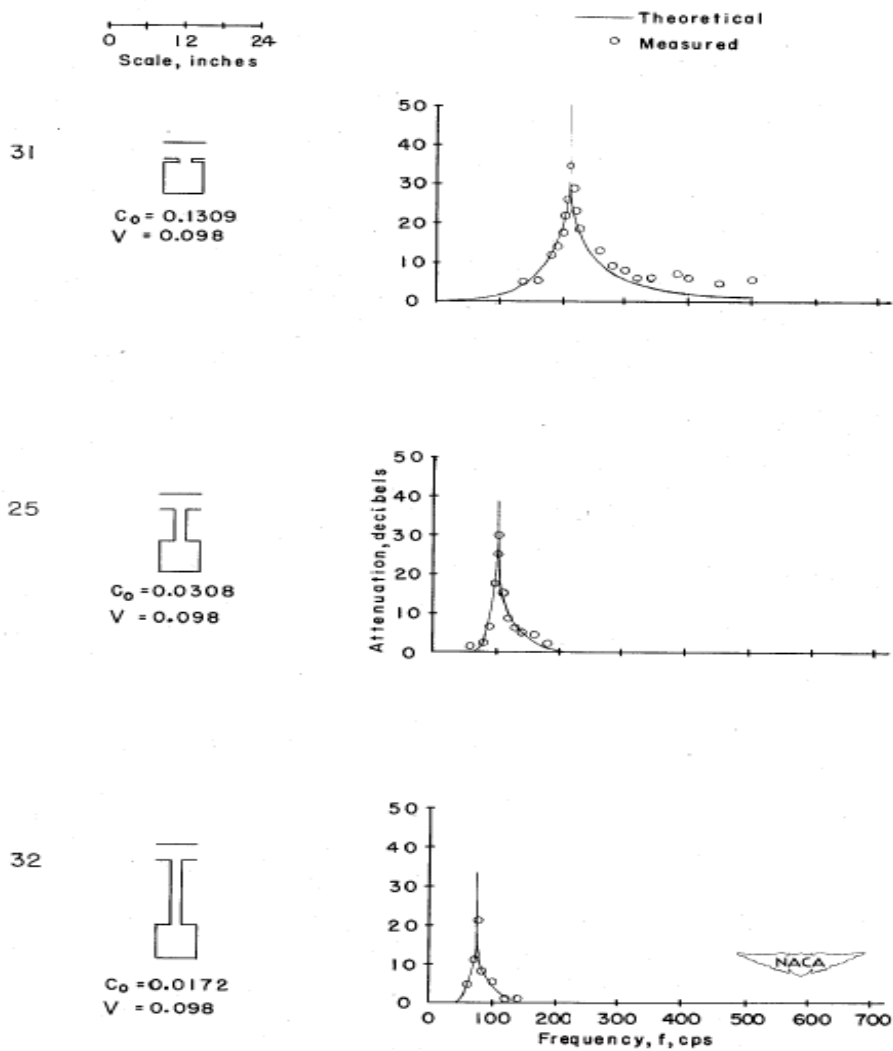 0 12 24
Scale, inches
Theoretical
Measured
31
C₀ = 0.1309
V = 0.098
50
40
30
20
10
0
25
C₀ = 0.0308
V = 0.098
Attenuation, decibels
50
40
30
20
10
0
32
C₀ = 0.0172
V = 0.098
50
40
30
20
10
0
NACA
0 100 200 300 400 500 600 700
Frequency, f, cps